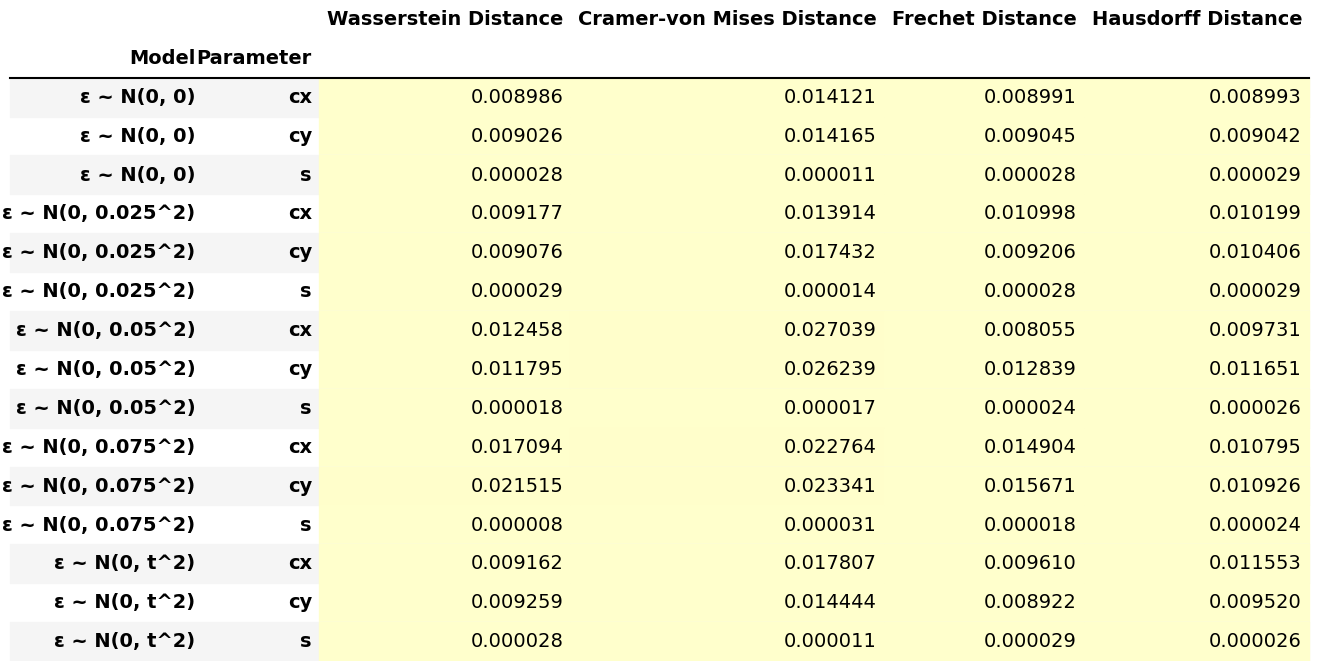 Wasserstein Distance Cramer-von Mises Distance Frechet Distance Hausdorff Distance
Model Parameter
ε ~ N(0, 0) cx 0.008986 0.014121 0.008991 0.008993
ε ~ N(0, 0) cy 0.009026 0.014165 0.009045 0.009042
ε ~ N(0, 0) s 0.000028 0.000011 0.000028 0.000029
ε ~ N(0, 0.025^2) cx 0.009177 0.013914 0.010998 0.010199
ε ~ N(0, 0.025^2) cy 0.009076 0.017432 0.009206 0.010406
ε ~ N(0, 0.025^2) s 0.000029 0.000014 0.000028 0.000029
ε ~ N(0, 0.05^2) cx 0.012458 0.027039 0.008055 0.009731
ε ~ N(0, 0.05^2) cy 0.011795 0.026239 0.012839 0.011651
ε ~ N(0, 0.05^2) s 0.000018 0.000017 0.000024 0.000026
ε ~ N(0, 0.075^2) cx 0.017094 0.022764 0.014904 0.010795
ε ~ N(0, 0.075^2) cy 0.021515 0.023341 0.015671 0.010926
ε ~ N(0, 0.075^2) s 0.000008 0.000031 0.000018 0.000024
ε ~ N(0, t^2) cx 0.009162 0.017807 0.009610 0.011553
ε ~ N(0, t^2) cy 0.009259 0.014444 0.008922 0.009520
ε ~ N(0, t^2) s 0.000028 0.000011 0.000029 0.000026